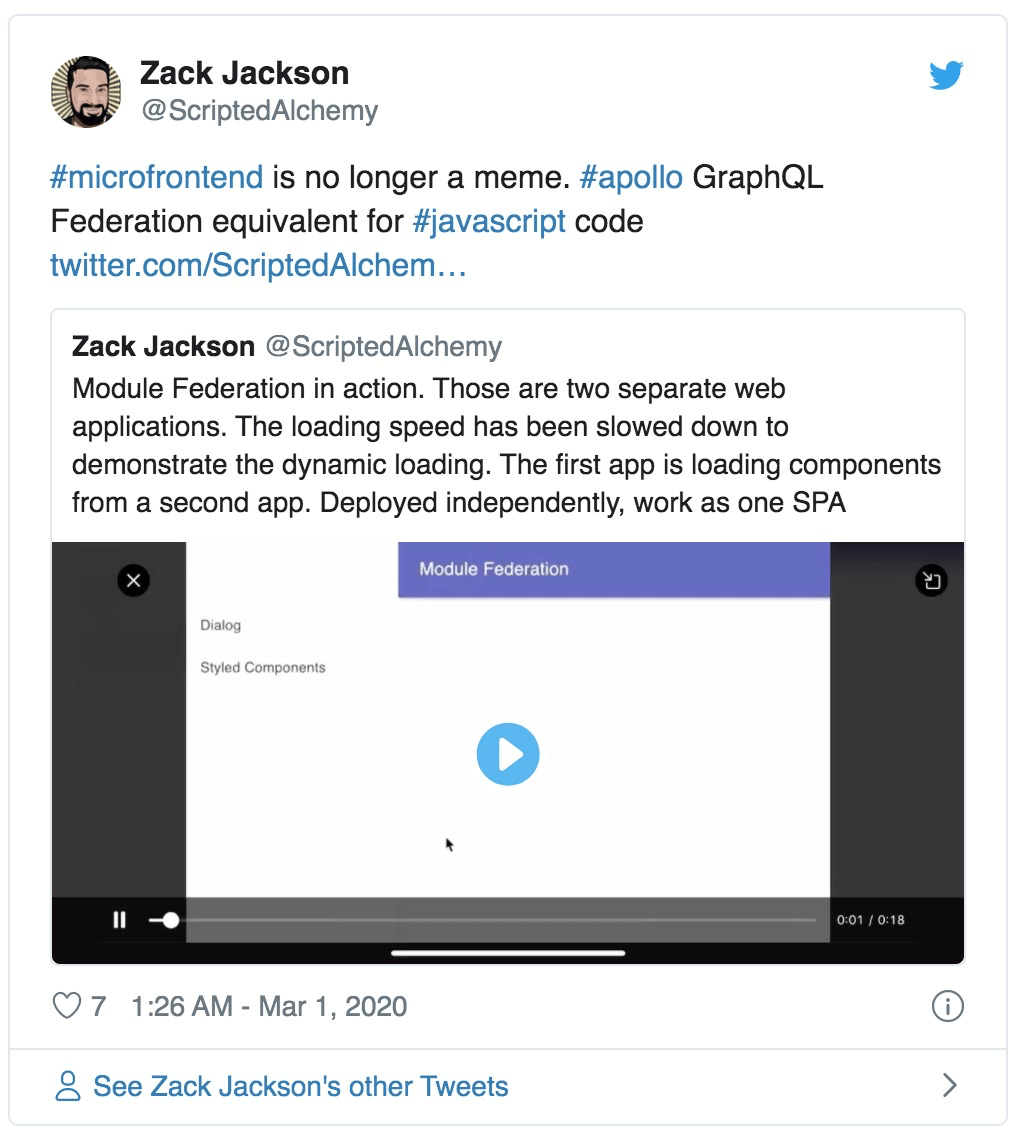 Zack Jackson
@ScriptedAlchemy
#microfrontend is no longer a meme. #apollo GraphQL
Federation equivalent for #javascript code
twitter.com/ScriptedAlchem…
Zack Jackson @ScriptedAlchemy
Module Federation in action. Those are two separate web
applications. The loading speed has been slowed down to
demonstrate the dynamic loading. The first app is loading components
from a second app. Deployed independently, work as one SPA
Module Federation
Dialog
Styled Components
0:01 / 0:18
7 1:26 AM - Mar 1, 2020
See Zack Jackson's other Tweets